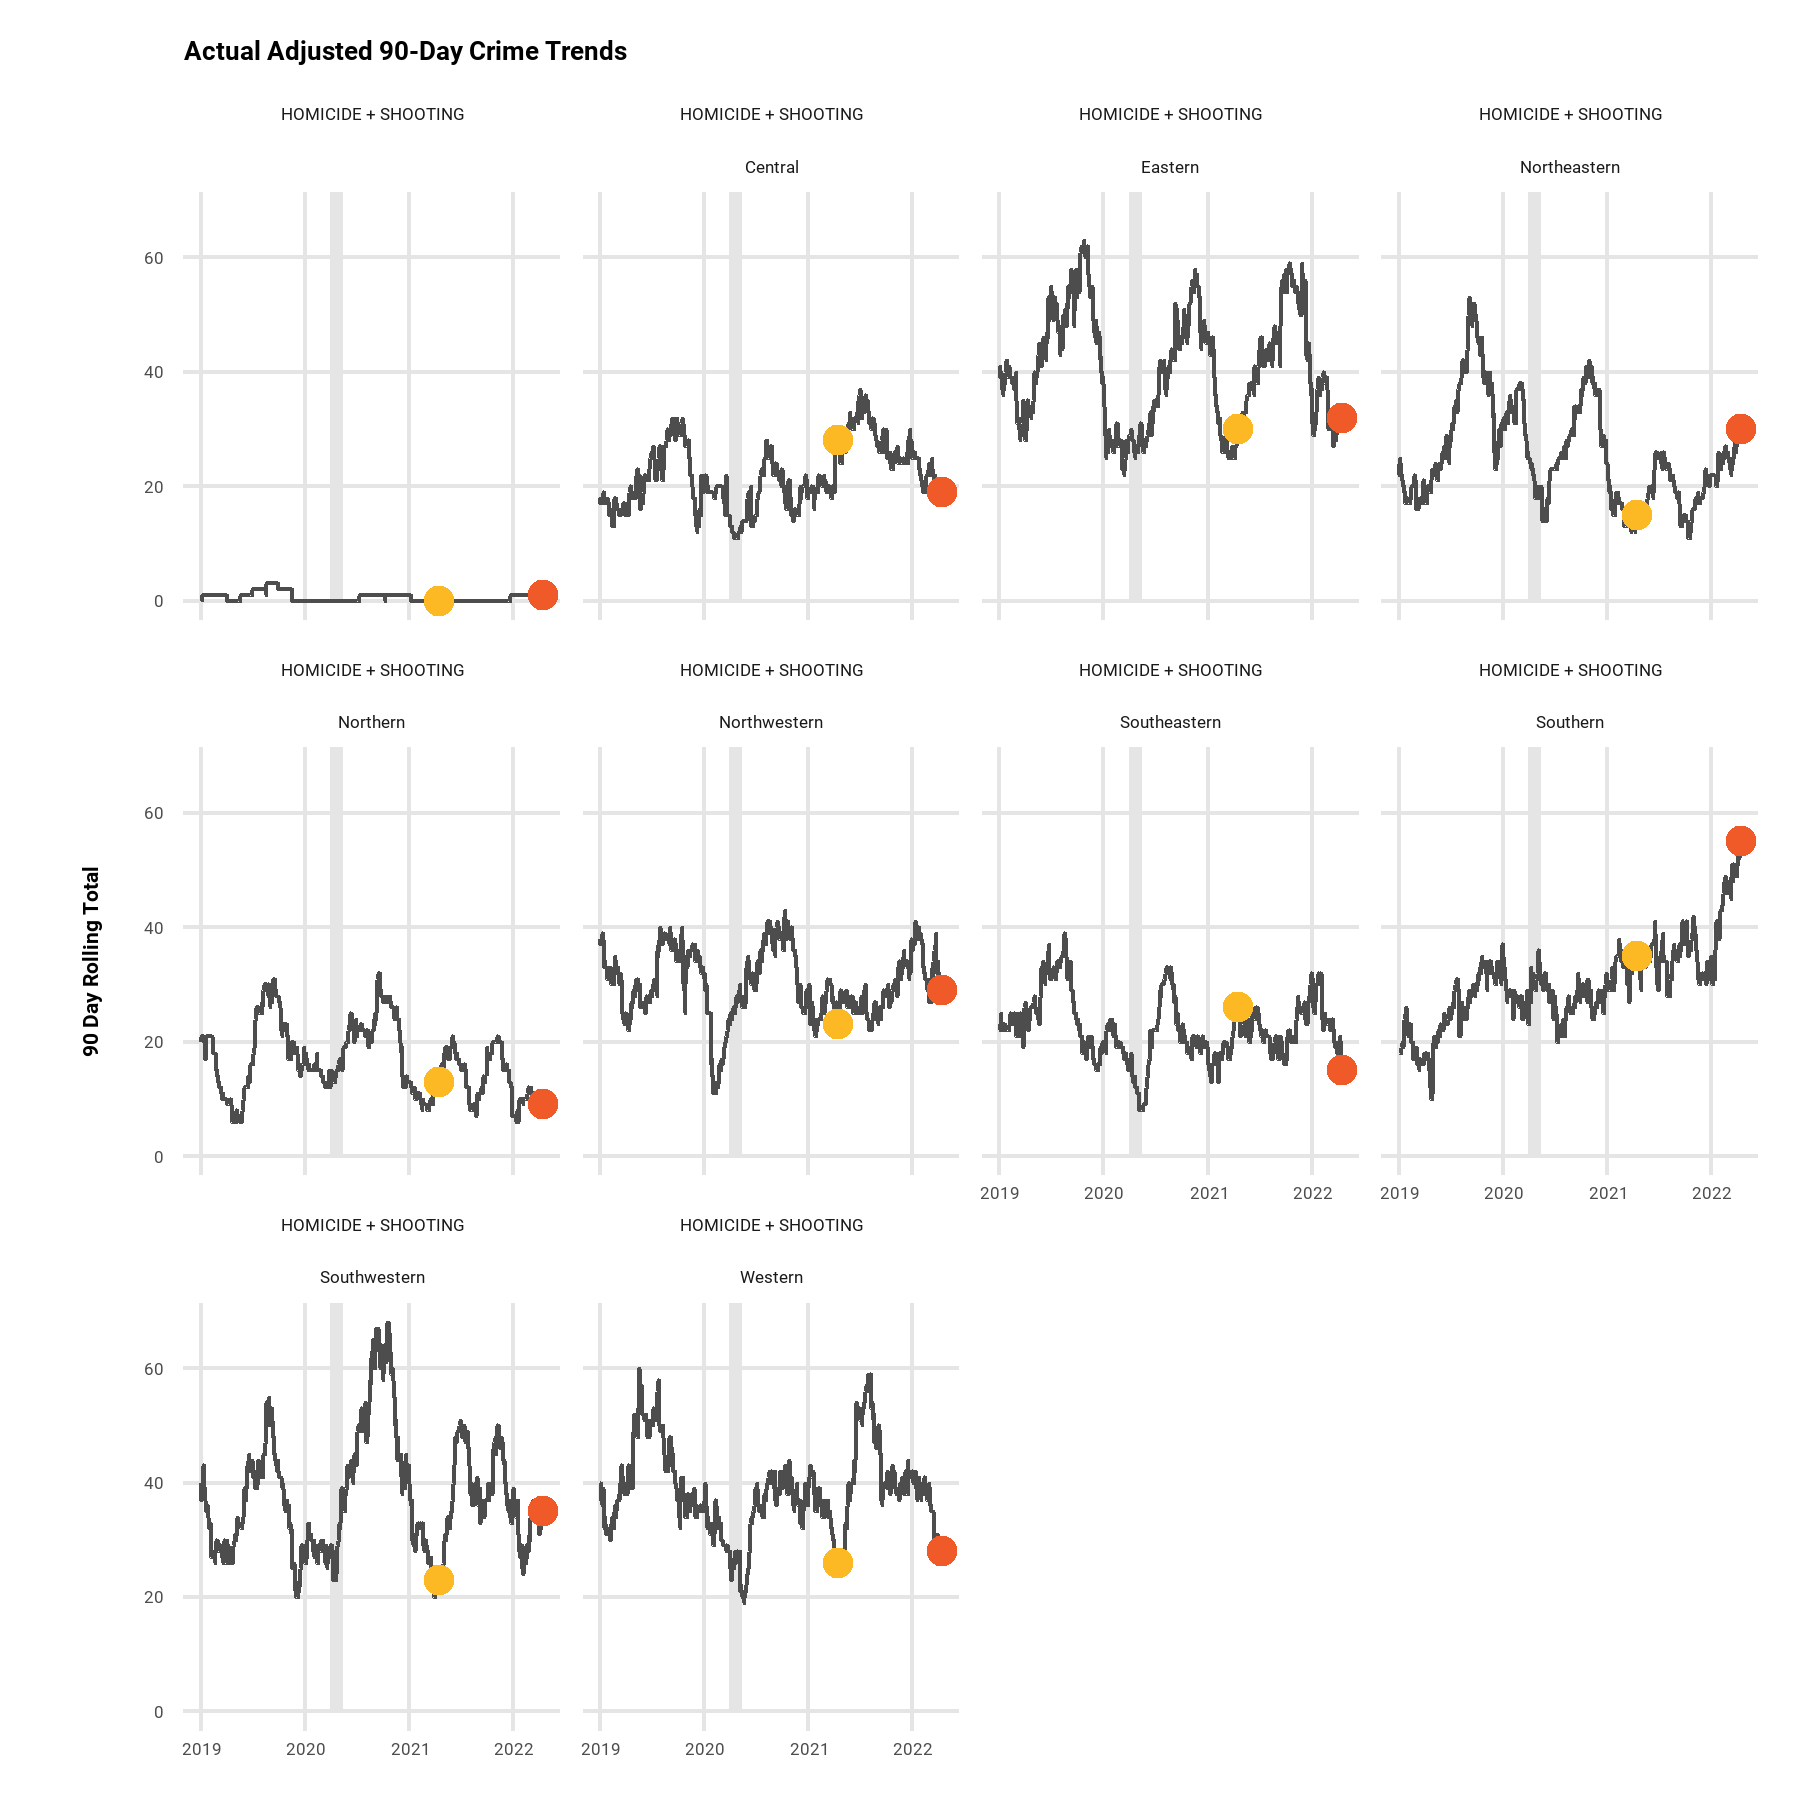 Actual Adjusted 90-Day Crime Trends
HOMICIDE + SHOOTING HOMICIDE + SHOOTING HOMICIDE + SHOOTING HOMICIDE + SHOOTING
Central Eastern Northeastern
60
40
20
0
HOMICIDE + SHOOTING HOMICIDE + SHOOTING HOMICIDE + SHOOTING HOMICIDE + SHOOTING
Northern Northwestern Southeastern Southern
90 Day Rolling Total
60
40
20
0
2019 2020 2021 2022 2019 2020 2021 2022
HOMICIDE + SHOOTING HOMICIDE + SHOOTING
Southwestern Western
60
40
20
0
2019 2020 2021 2022 2019 2020 2021 2022